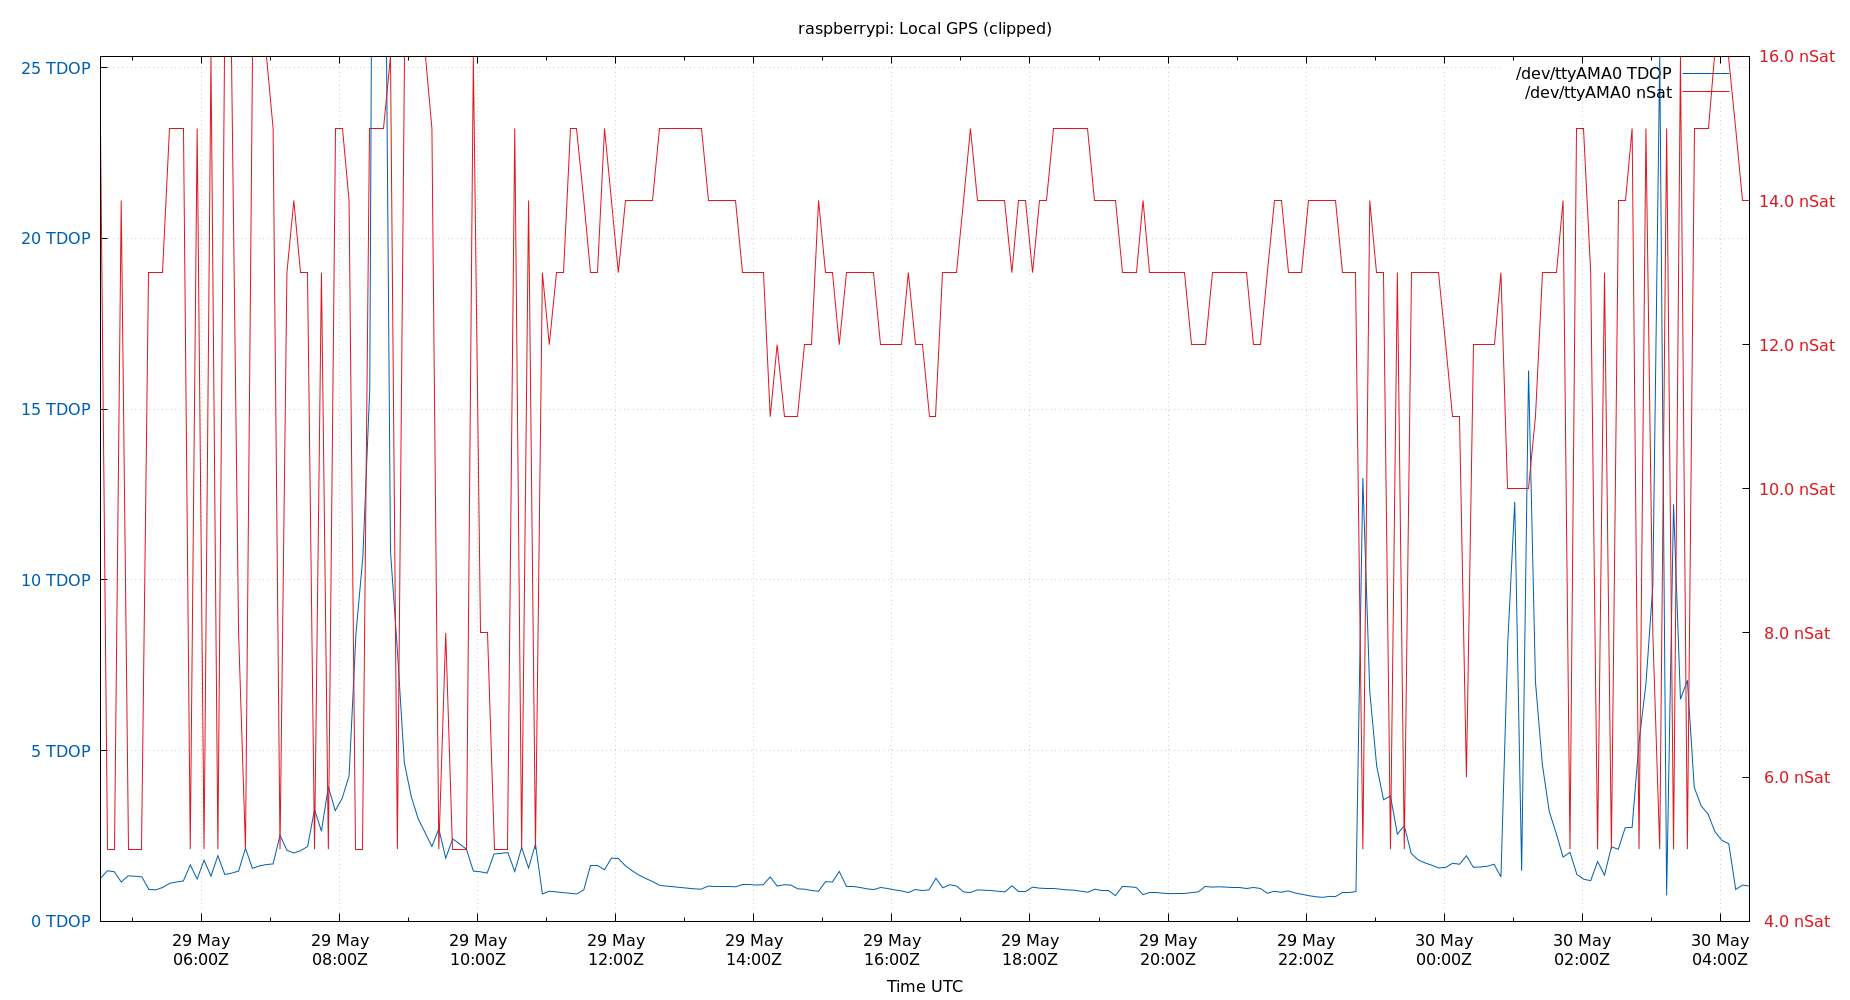 raspberrypi: Local GPS (clipped)
25 TDOP
20 TDOP
15 TDOP
10 TDOP
5 TDOP
0 TDOP
16.0 nSat
14.0 nSat
12.0 nSat
10.0 nSat
8.0 nSat
6.0 nSat
4.0 nSat
/dev/ttyAMA0 TDOP
/dev/ttyAMA0 nSat
29 May 29 May 29 May 29 May 29 May 29 May 29 May 29 May 29 May 30 May 30 May 30 May
06:00Z 08:00Z 10:00Z 12:00Z 14:00Z 16:00Z 18:00Z 20:00Z 22:00Z 00:00Z 02:00Z 04:00Z
Time UTC